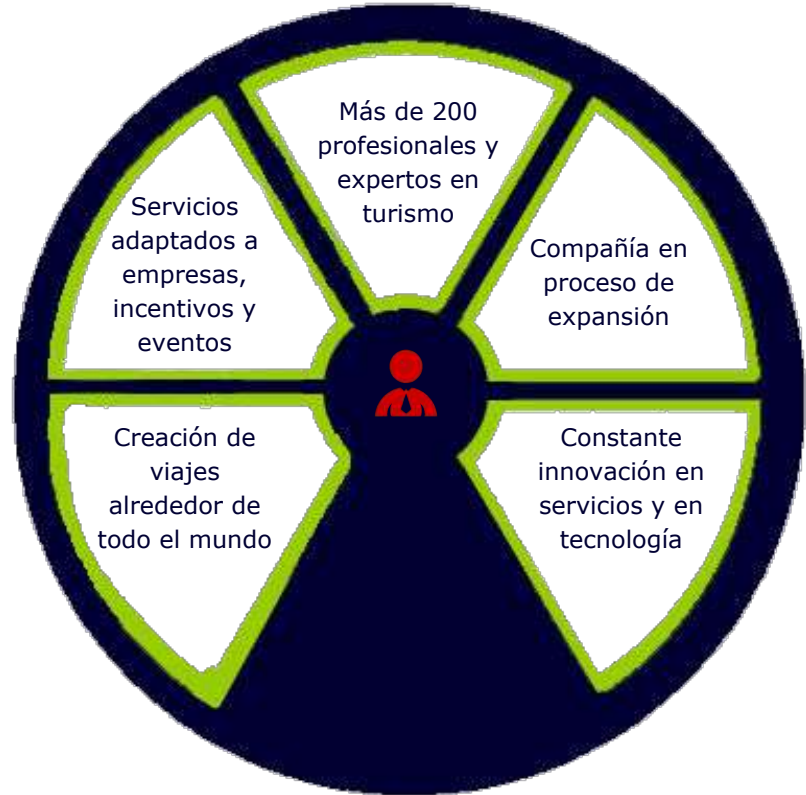 Más de 200
profesionales y
expertos en
turismo
Servicios
adaptados a
empresas,
incentivos y
eventos
Compañía en
proceso de
expansión
Creación de
viajes
alrededor de
todo el mundo
Constante
innovación en
servicios y en
tecnología